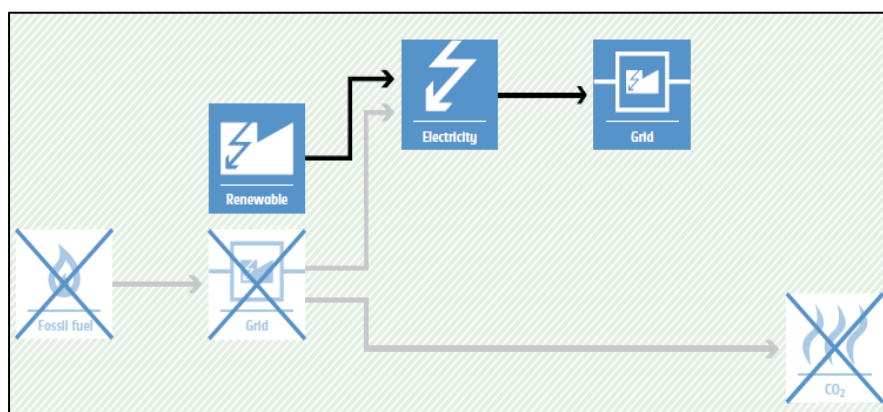 Electricity
Grid
Renewable
Fossil fuel
Grid
CO₂